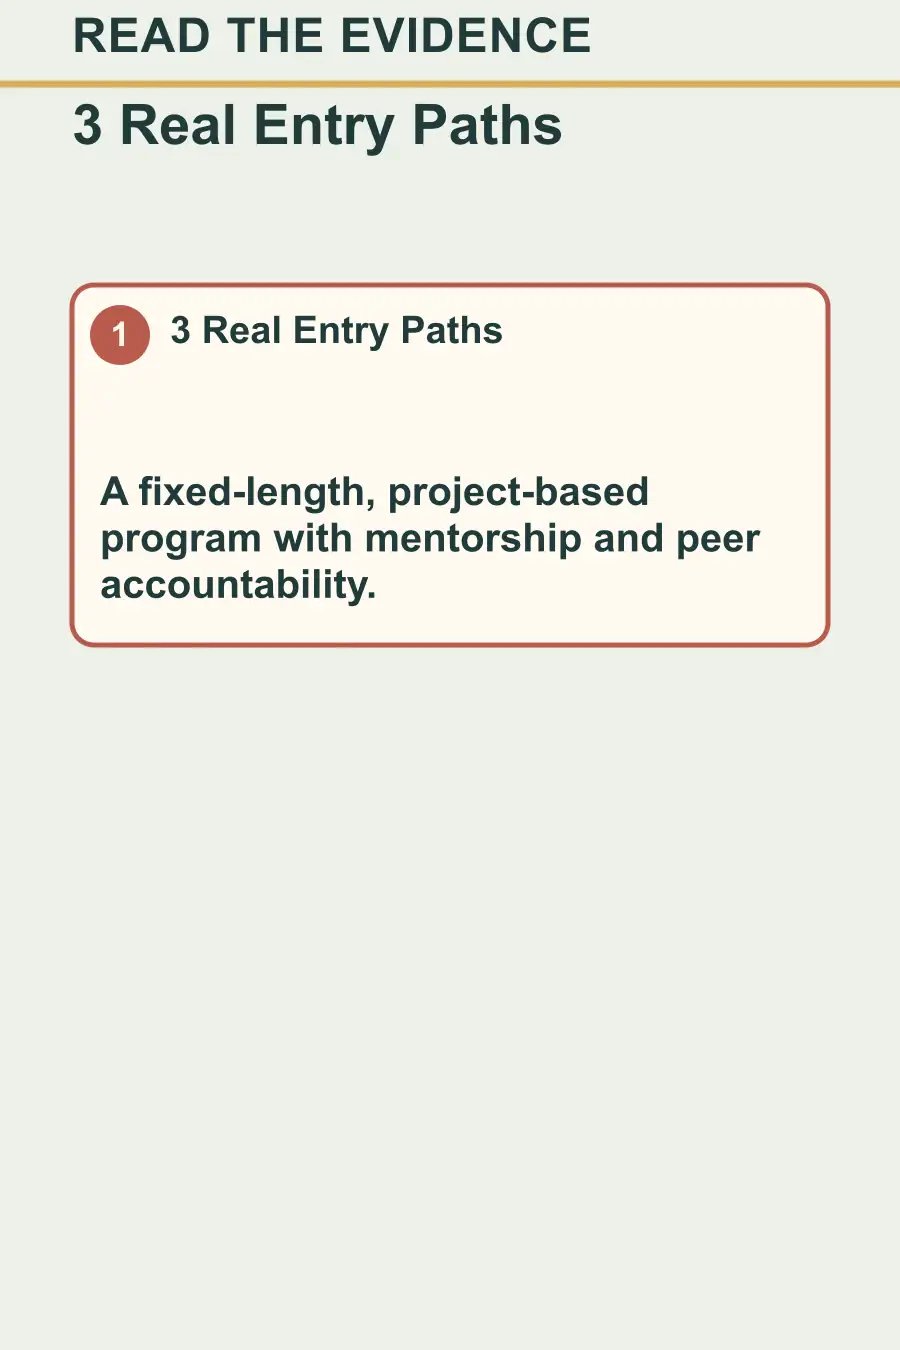 READ THE EVIDENCE
3 Real Entry Paths
1 3 Real Entry Paths
A fixed-length, project-based
program with mentorship and peer
accountability.